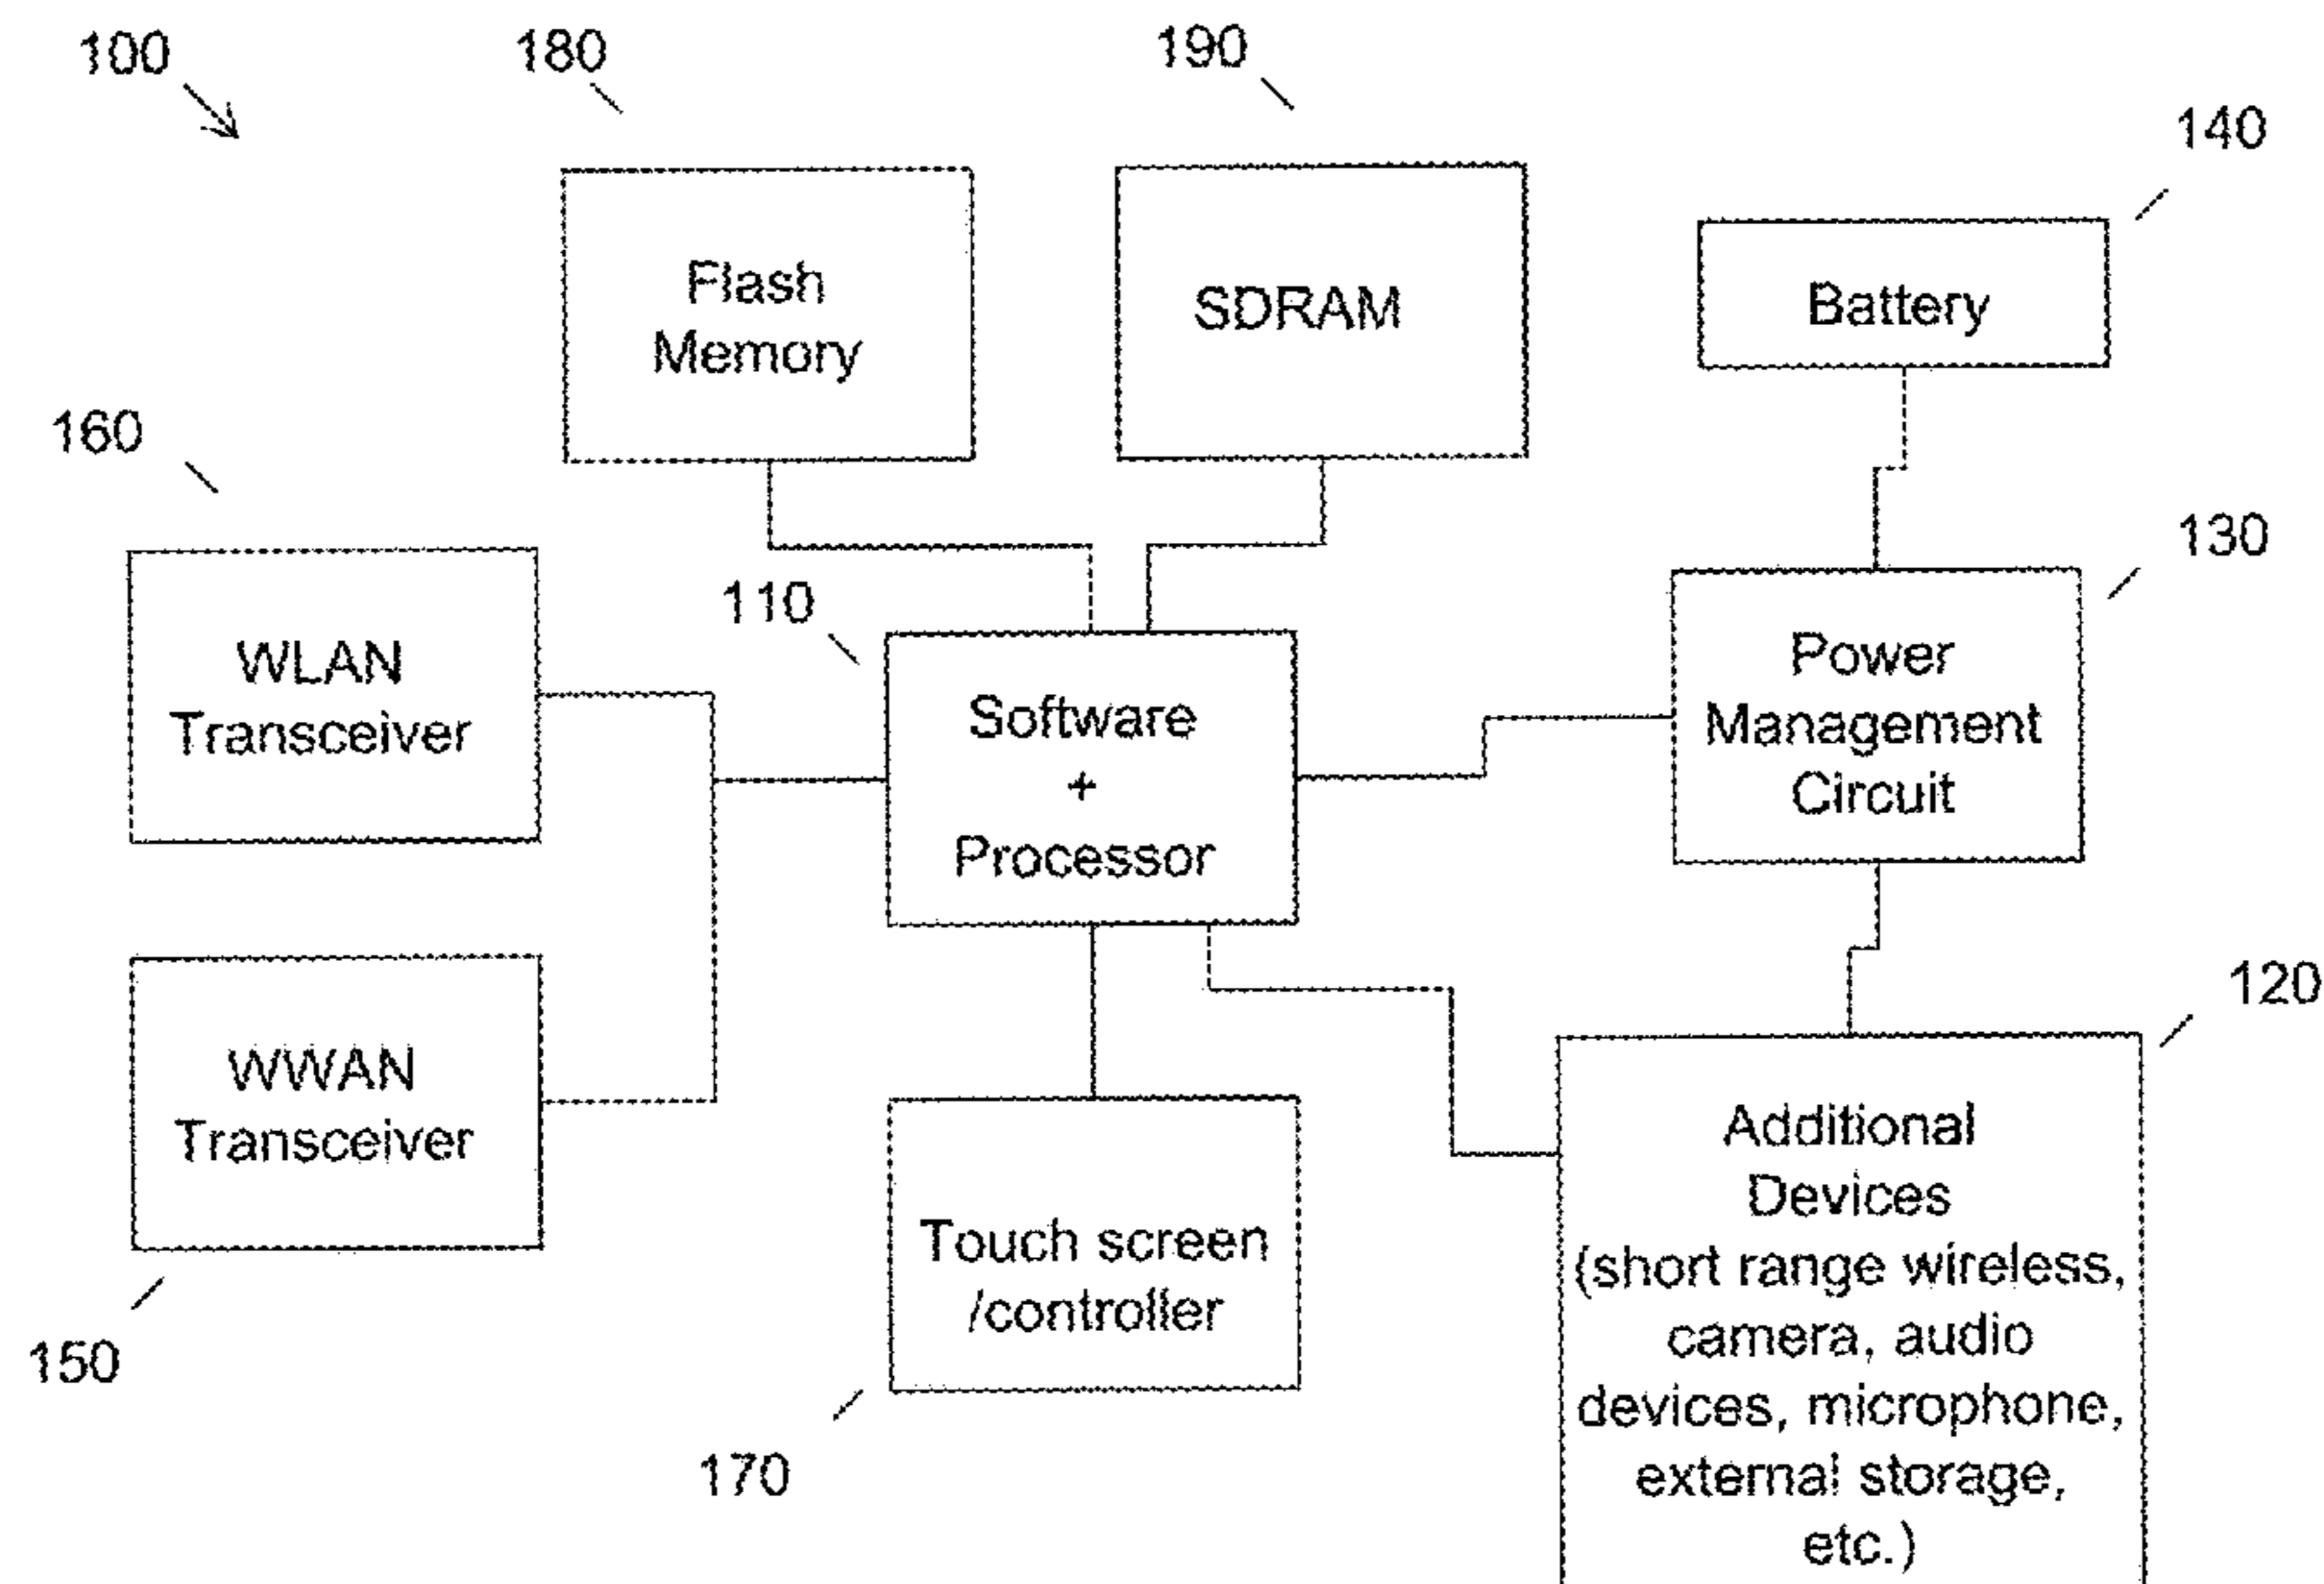 100
180
190
140
Flash
Memory
SDRAM
Battery
160
130
110
WLAN
Transceiver
Software
+
Processor
Power
Management
Circuit
120
WWAN
Transceiver
Touch screen
/controller
Additional
Devices
(short range wireless,
camera, audio
devices, microphone,
external storage,
etc.)
150
170